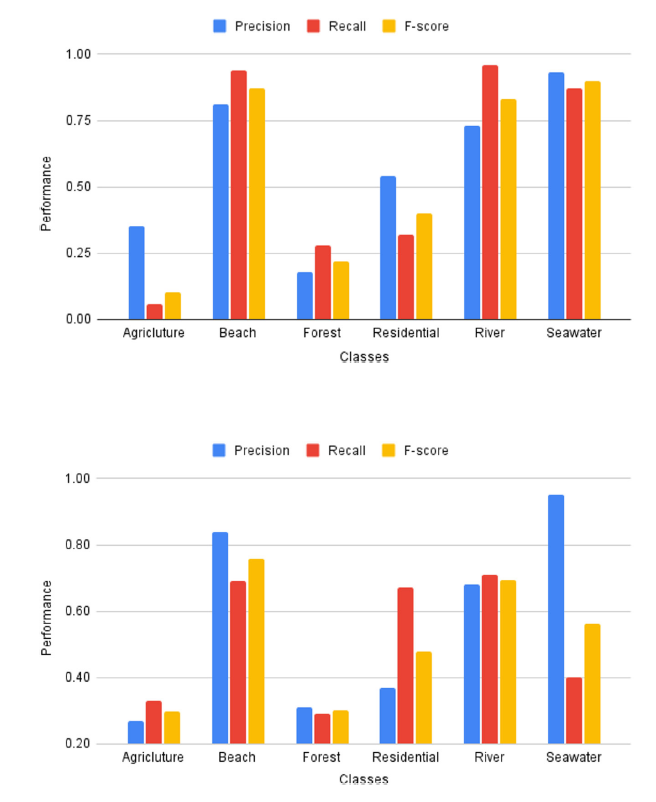 Precision Recall F-score
1.00
0.75
0.50
0.25
0.00
Performance
Agricluture Beach Forest Residential River Seawater
Classes
Precision Recall F-score
1.00
0.80
0.60
0.40
0.20
Performance
Agricluture Beach Forest Residential River Seawater
Classes